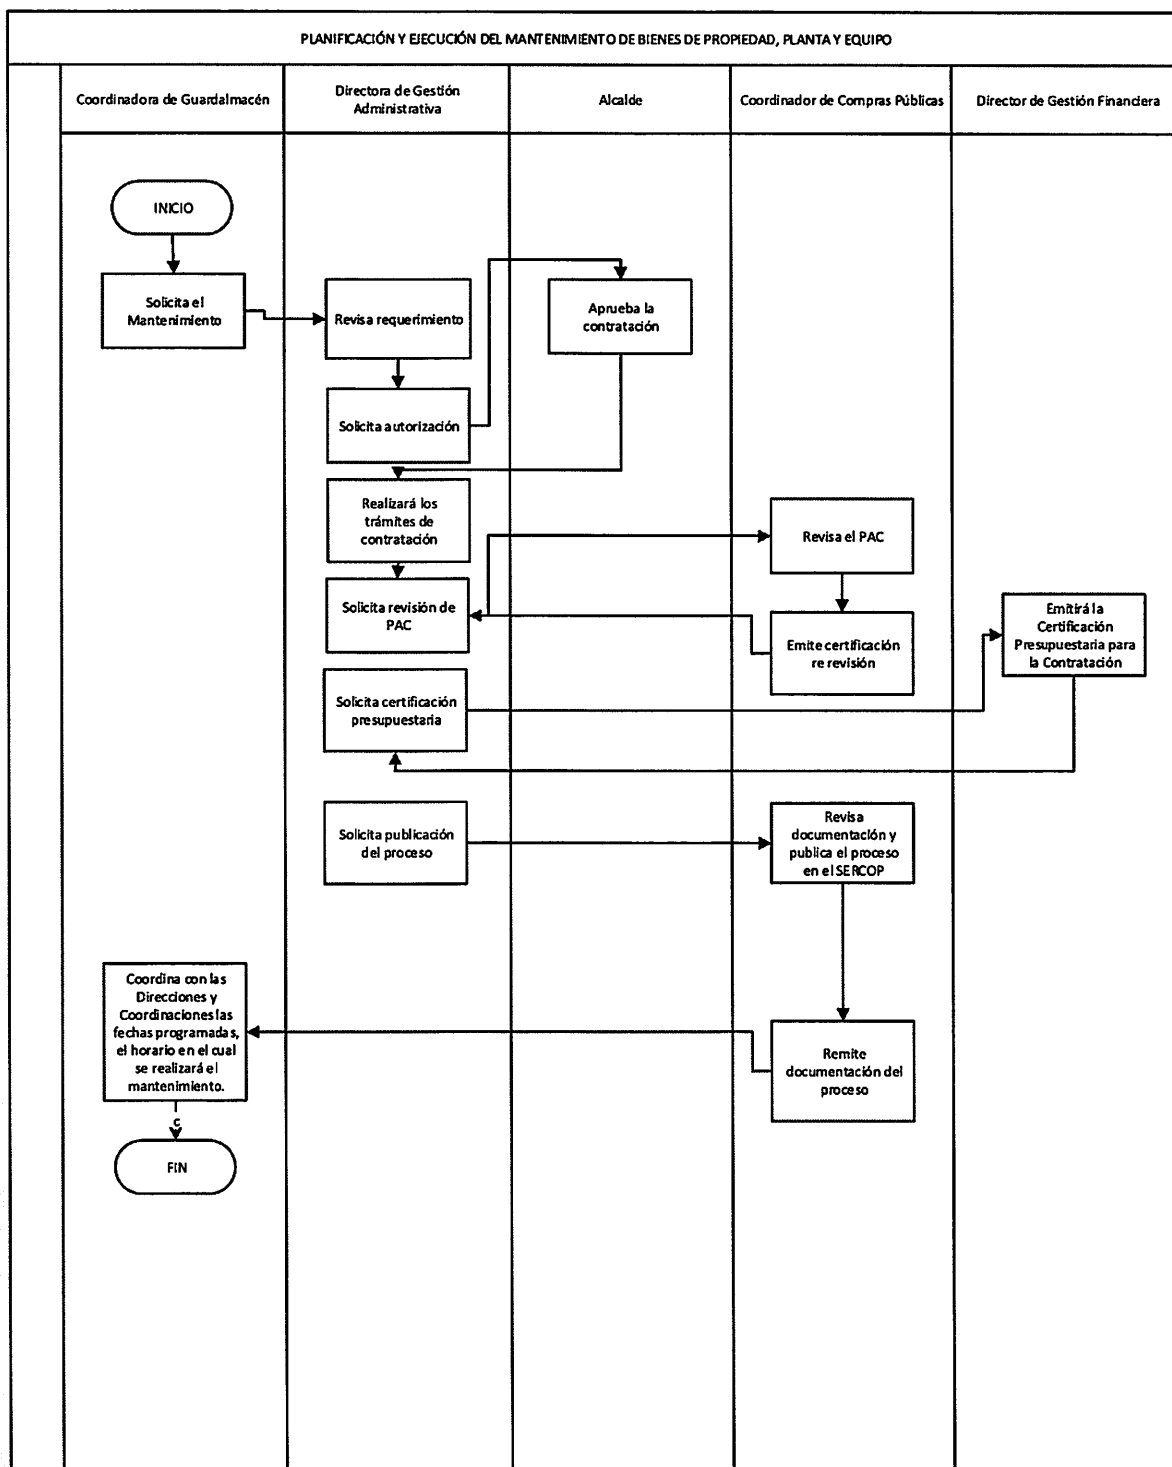 PLANIFICACIÓN Y EJECUCIÓN DEL MANTENIMIENTO DE BIENES DE PROPIEDAD, PLANTA Y EQUIPO
Coordinadora de Guardalmacén
Directora de Gestión
Administrativa
Alcalde
Coordinador de Compras Públicas
Director de Gestión Financiera
INICIO
Solicita el
Mantenimiento
Revisa requerimiento
Aprueba la
contratación
Solicita autorización
Realizará los
trámites de
contratación
Revisa el PAC
Solicita revisión de
PAC
Emite certificación
re revisión
Emitirá la
Certificación
Presupuestaria para
la Contratación
Solicita certificación
presupuestaria
Solicita publicación
del proceso
Revisa
documentación y
publica el proceso
en el SERCOP
Coordina con las
Direcciones y
Coordinaciones las
fechas programadas,
el horario en el cual
se realizará el
mantenimiento.
Remite
documentación del
proceso
c
FIN